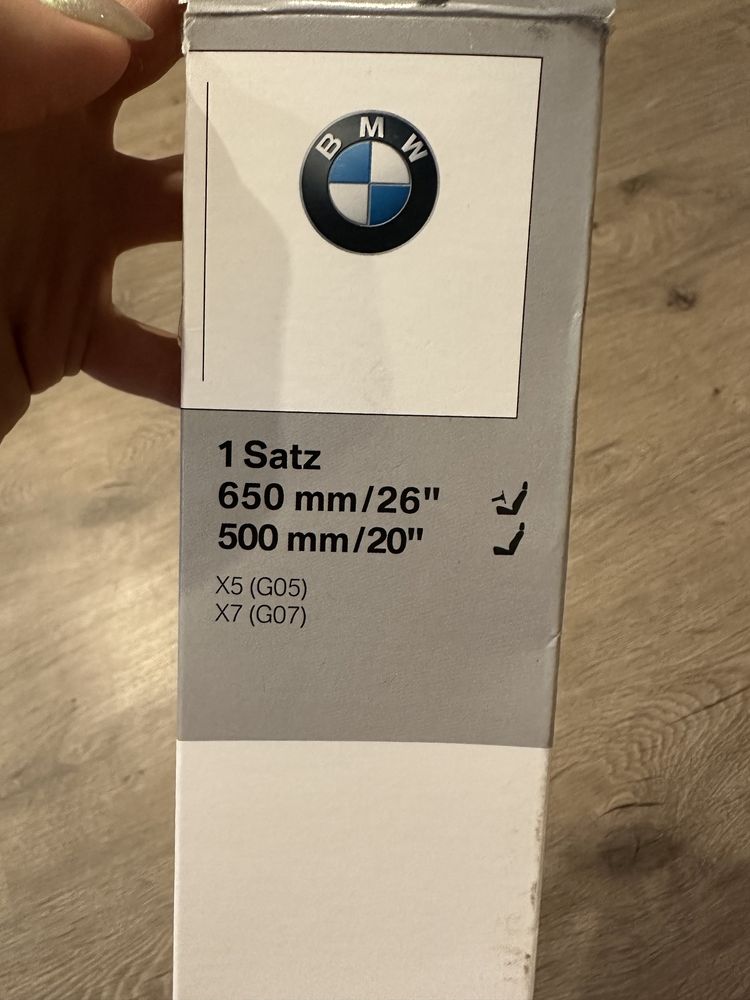 BMW
1 Satz
650 mm/26"
500 mm/20"
X5 (G05)
X7 (G07)